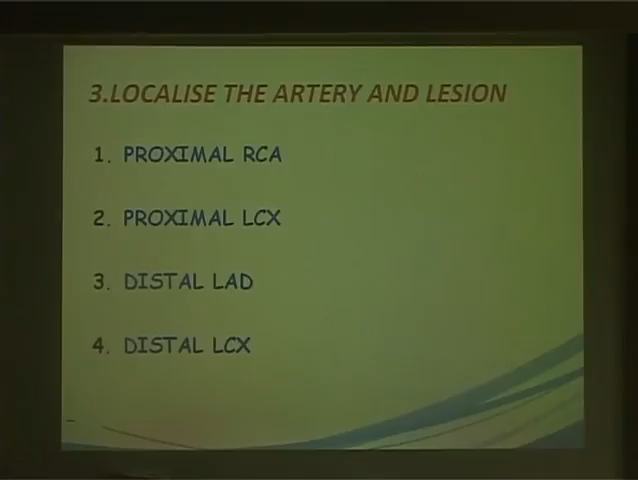 3.LOCALISE THE ARTERY AND LESION
1. PROXIMAL RCA
2. PROXIMAL LCX
3. DISTAL LAD
4. DISTAL LCX